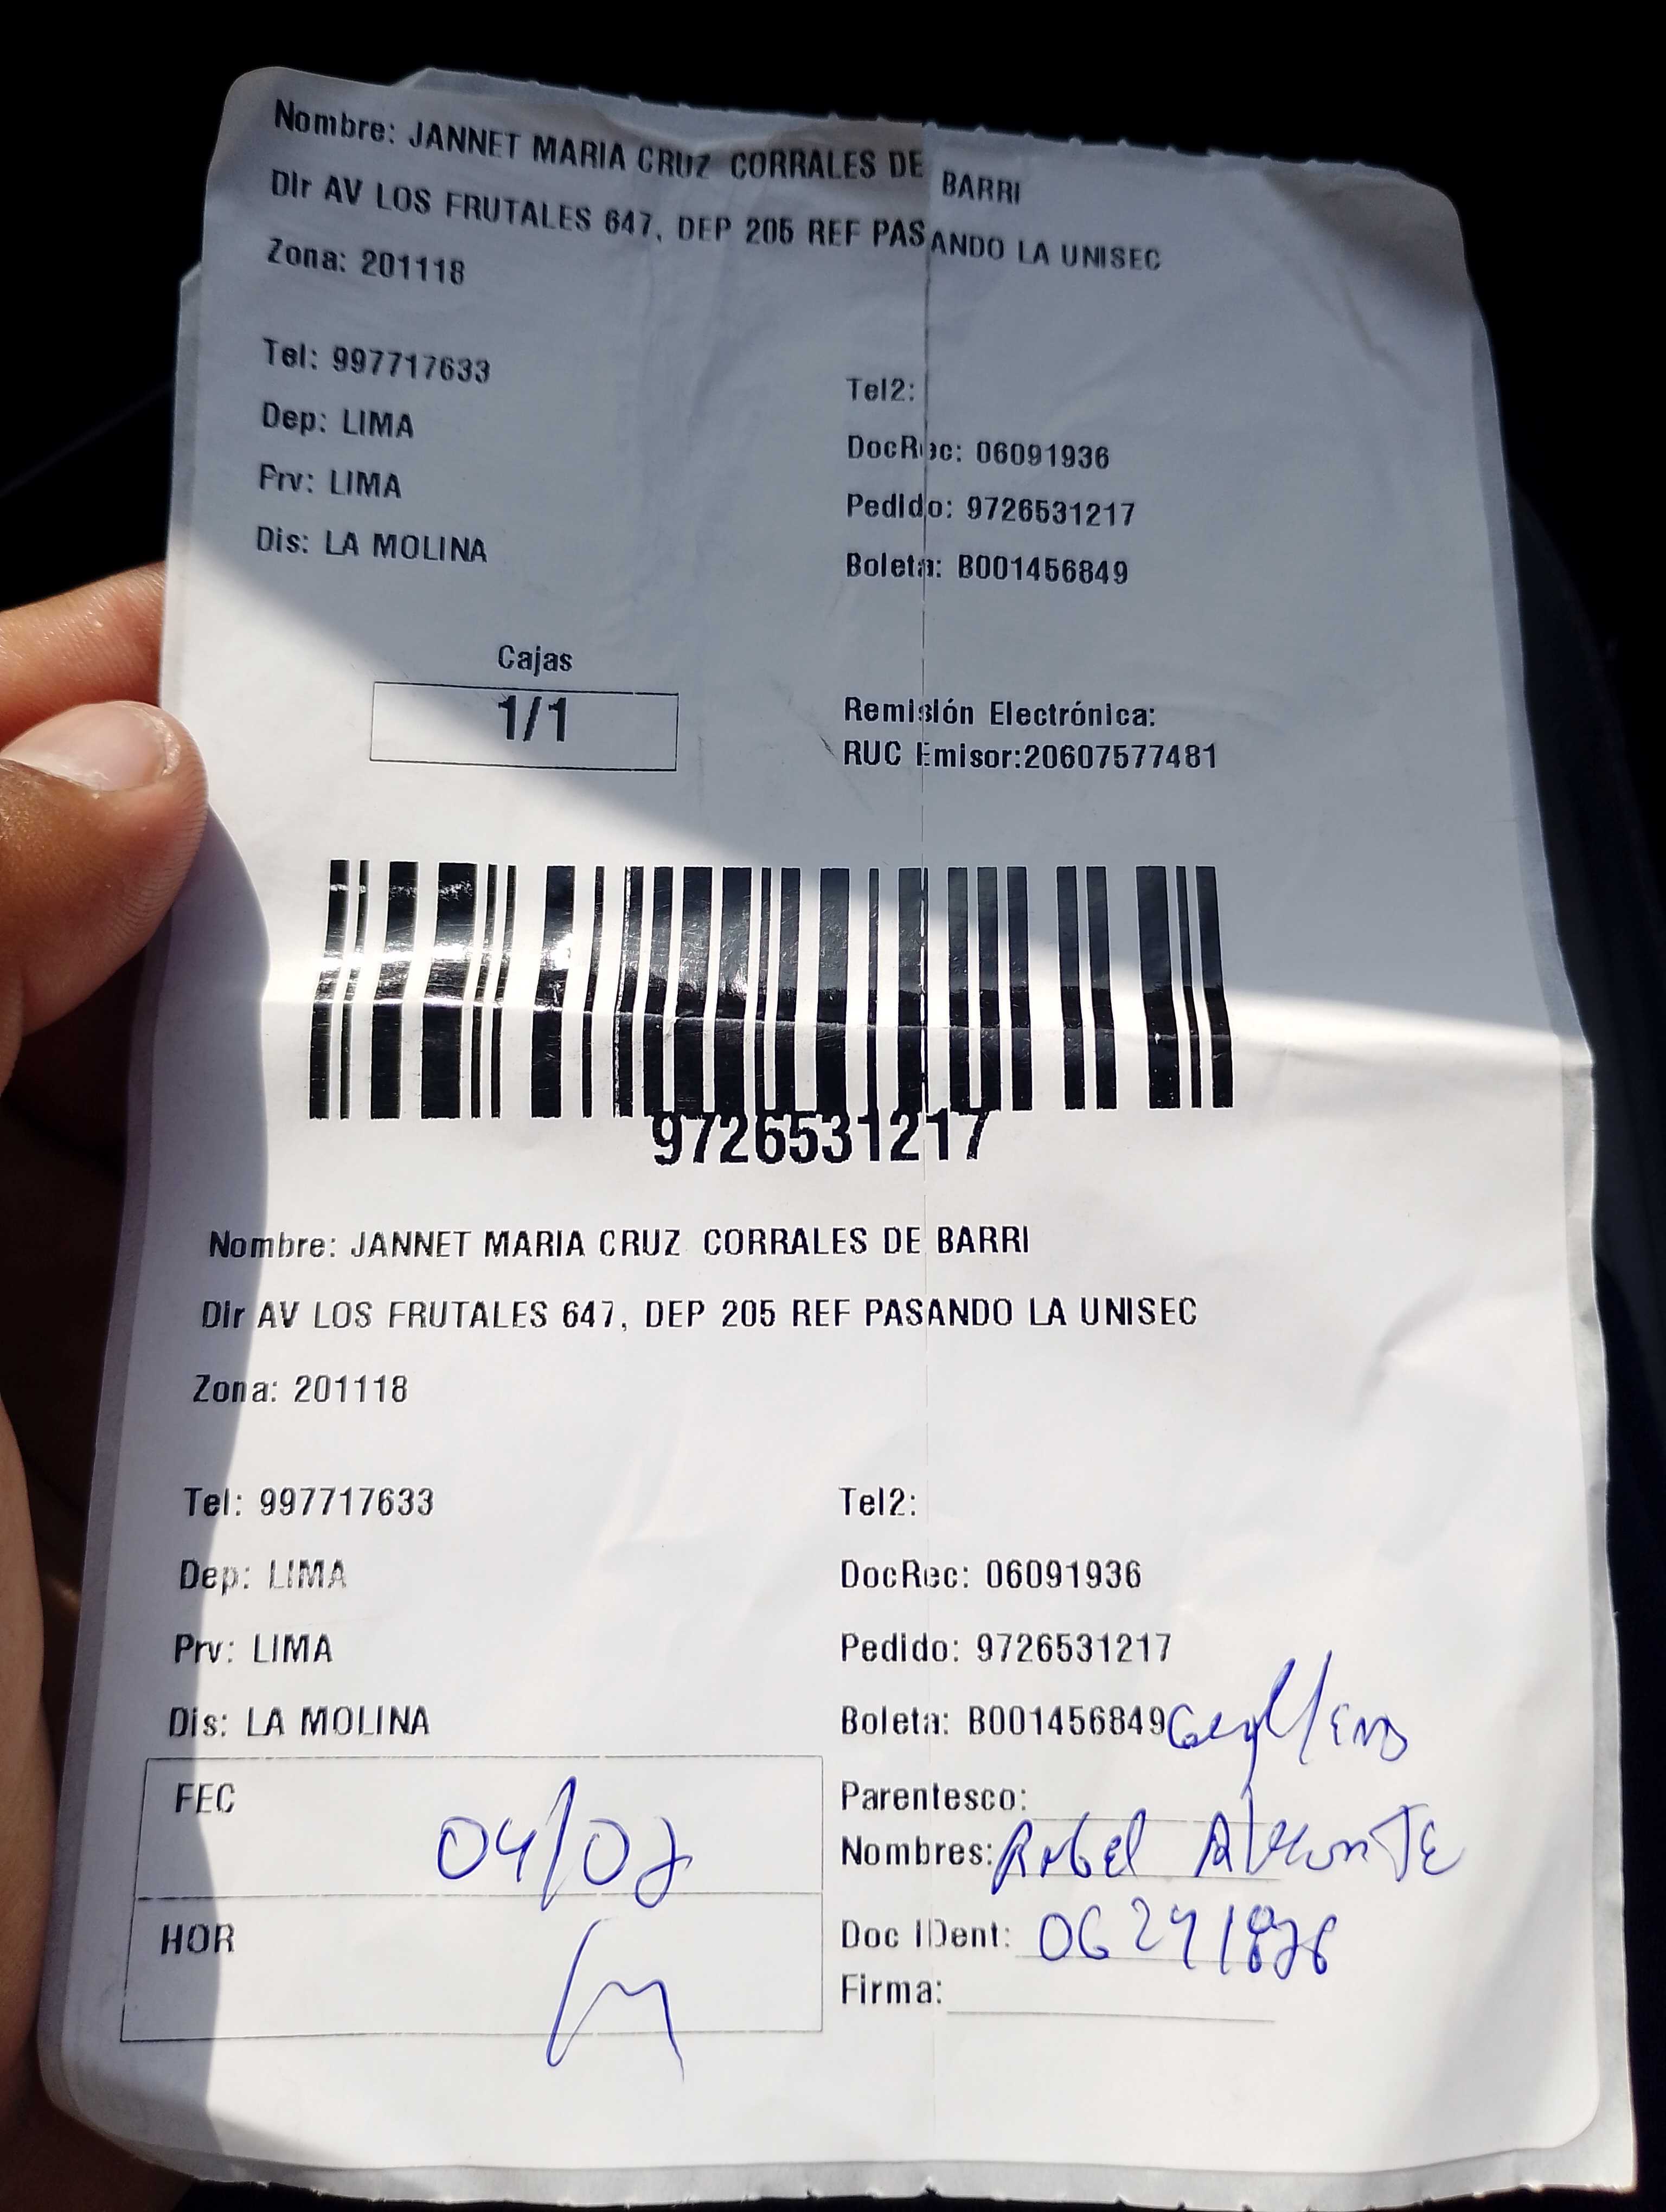 Nombre: JANNET MARIA CRUZ CORRALES DE BARRI
Dir AV LOS FRUTALES 647, DEP 205 REF PASANDO LA UNISEC
Zona: 201118
Tel: 997717633
Tel2:
Dep: LIMA
DocRec: 06091936
Prv: LIMA
Pedido: 9726531217
Dis: LA MOLINA
Boleta: B001456849
Cajas
1/1
Remisión Electrónica:
RUC Emisor:20607577481
9726531217
Nombre: JANNET MARIA CRUZ CORRALES DE BARRI
Dir AV LOS FRUTALES 647, DEP 205 REF PASANDO LA UNISEC
Zona: 201118
Tel: 997717633
Tel2:
Dep: LIMA
DocRec: 06091936
Prv: LIMA
Pedido: 9726531217
Dis: LA MOLINA
Boleta: B001456849
FEC
04/02
Parentesco:
Nombres:
HOR
Doc IDent:
Firma: